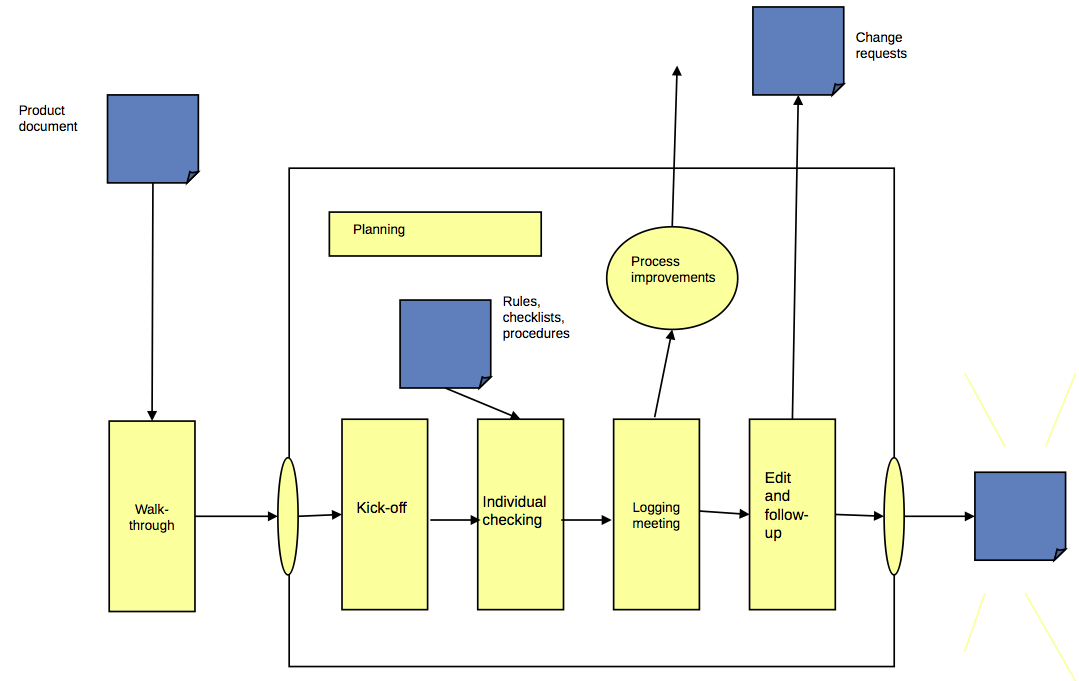 Change
requests
Product
document
Planning
Process
improvements
Rules,
checklists,
procedures
Walk-
through
Kick-off
Individual
checking
Logging
meeting
Edit
and
follow-
up